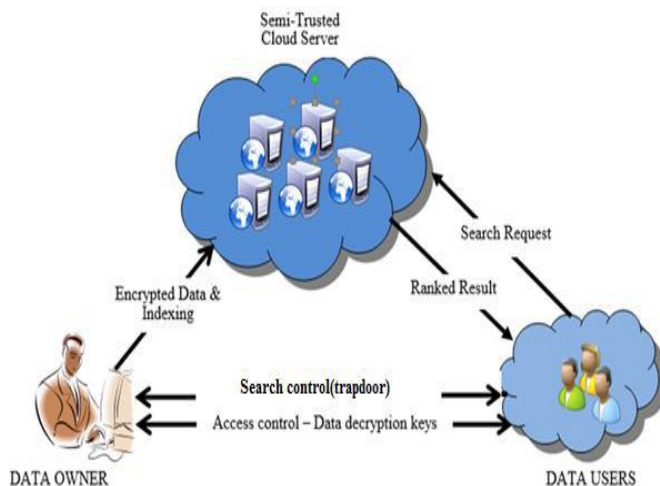 Semi-Trusted
Cloud Server
Search Request
Encrypted Data &
Indexing
Ranked Result
Search control(trapdoor)
Access control – Data decryption keys
DATA OWNER
DATA USERS